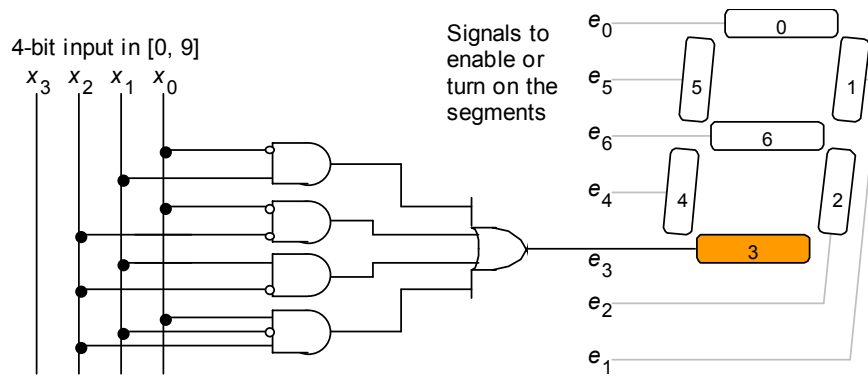 4-bit input in [0, 9]
x3 x2 x1 x0
Signals to
enable or
turn on the
segments
e0
e5
e6
e4
e3
e2
e1
0
5
1
6
4
2
3